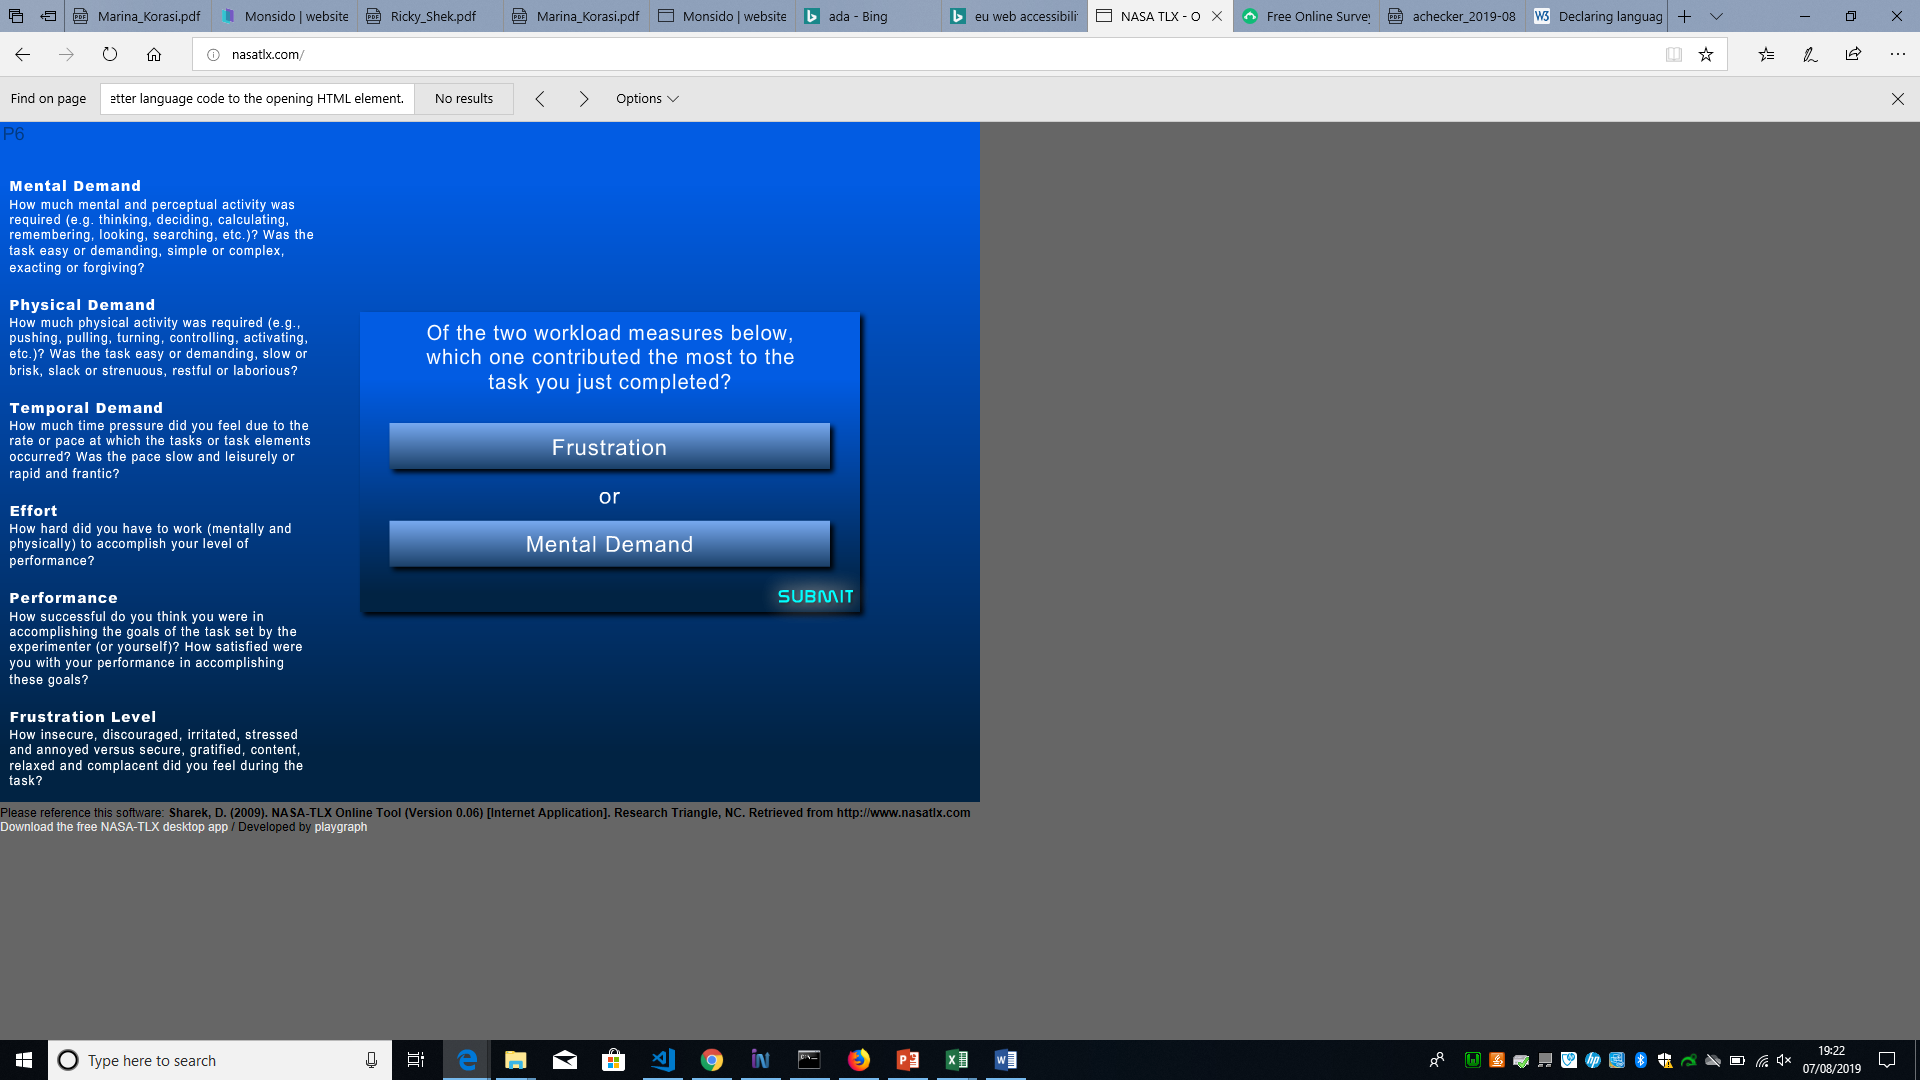 Marina_Korasi.pdf
Monsido | website
Ricky_Shek.pdf
Marina_Korasi.pdf
Monsido | website
ada - Bing
eu web accessibili
NASA TLX - O
Free Online Survey
achecker_2019-08
Declaring languag
nasatlx.com/
Find on page
etter language code to the opening HTML element.
No results
Options
P6
Mental Demand
How much mental and perceptual activity was
required (e.g. thinking, deciding, calculating,
remembering, looking, searching, etc.)? Was the
task easy or demanding, simple or complex,
exacting or forgiving?
Physical Demand
How much physical activity was required (e.g.,
pushing, pulling, turning, controlling, activating,
etc.)? Was the task easy or demanding, slow or
brisk, slack or strenuous, restful or laborious?
Temporal Demand
How much time pressure did you feel due to the
rate or pace at which the tasks or task elements
occurred? Was the pace slow and leisurely or
rapid and frantic?
Effort
How hard did you have to work (mentally and
physically) to accomplish your level of
performance?
Performance
How successful do you think you were in
accomplishing the goals of the task set by the
experimenter (or yourself)? How satisfied were
you with your performance in accomplishing
these goals?
Frustration Level
How insecure, discouraged, irritated, stressed
and annoyed versus secure, gratified, content,
relaxed and complacent did you feel during the
task?
Of the two workload measures below,
which one contributed the most to the
task you just completed?
Frustration
or
Mental Demand
SUBMIT
Please reference this software: Sharek, D. (2009). NASA-TLX Online Tool (Version 0.06) [Internet Application]. Research Triangle, NC. Retrieved from http://www.nasatlx.com
Download the free NASA-TLX desktop app / Developed by playgraph
Type here to search
19:22
07/08/2019